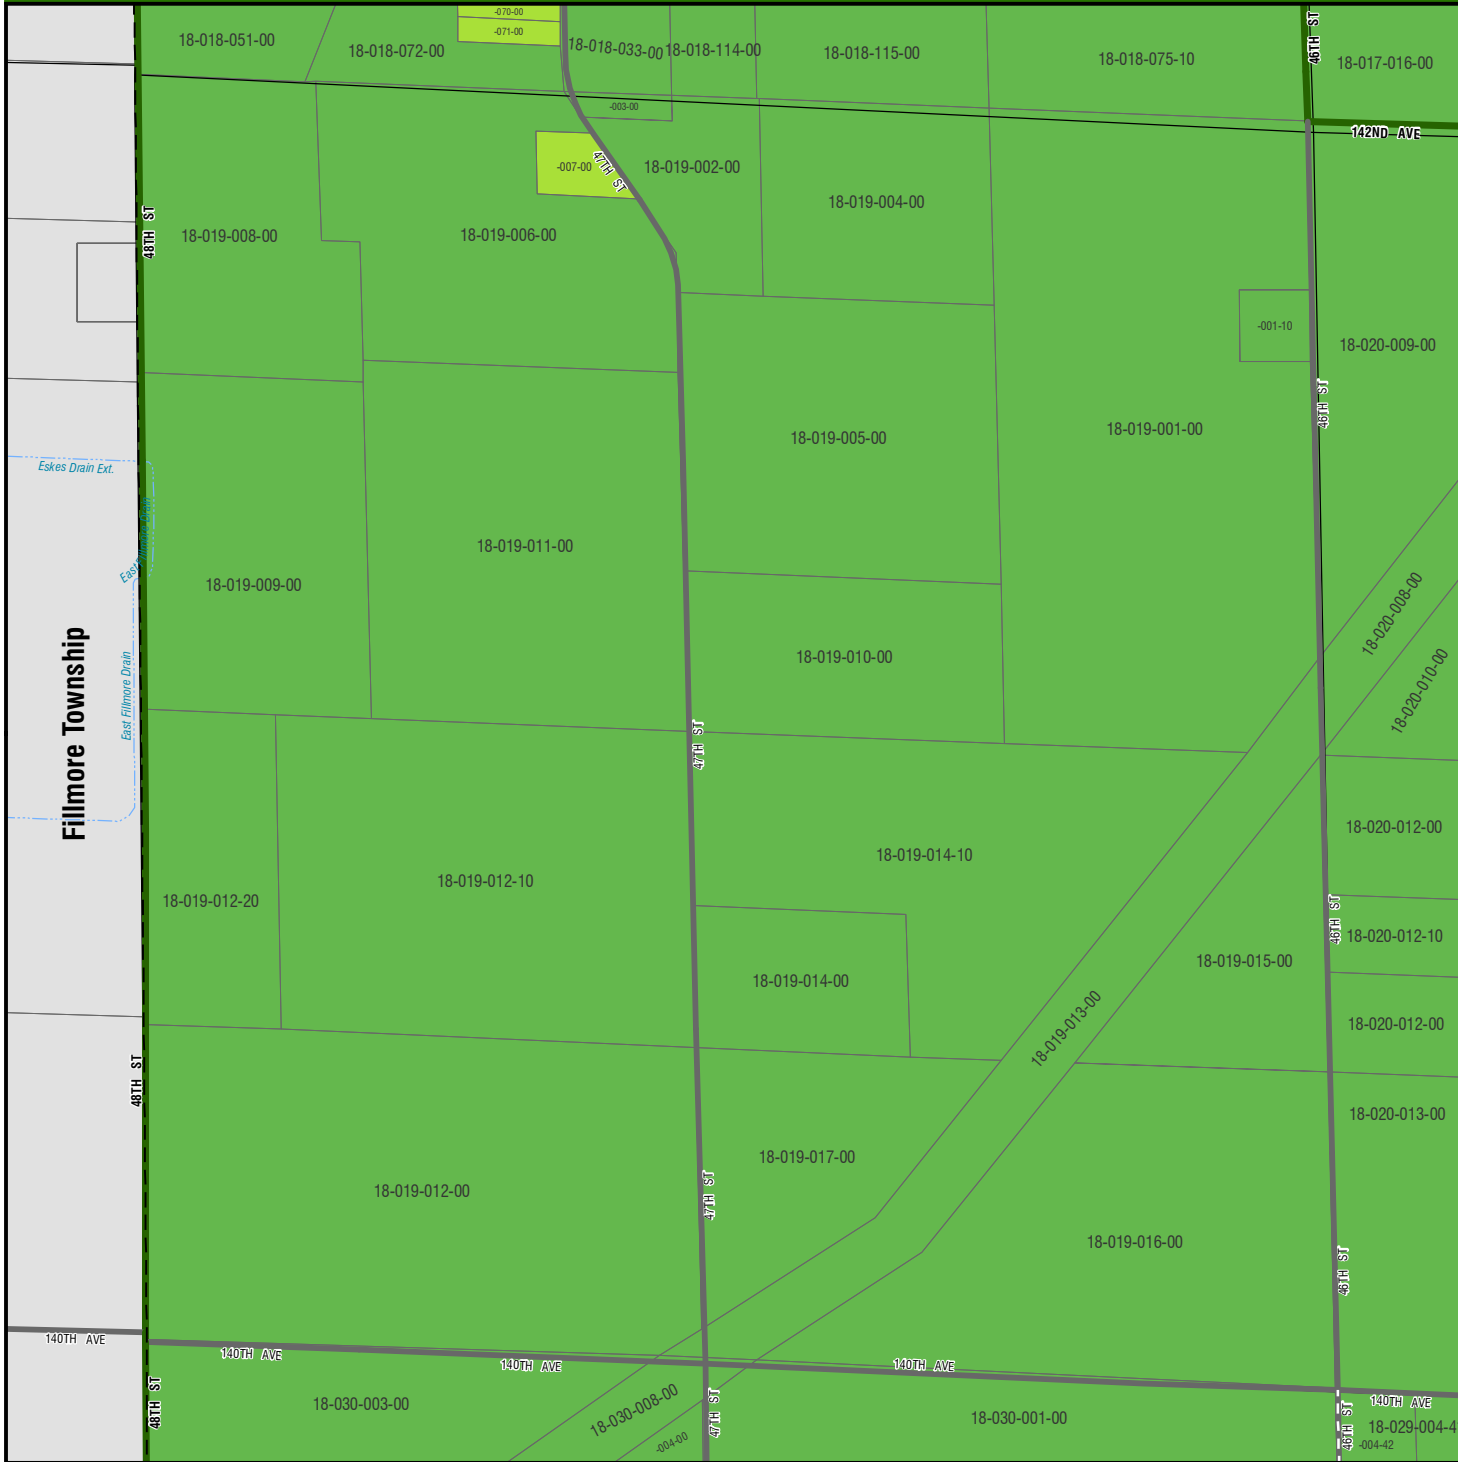 -070-00
-071-00
18-018-051-00
18-018-072-00
18-018-033-00
18-018-114-00
18-018-115-00
18-018-075-10
46TH ST
18-017-016-00
-003-00
142ND AVE
-007-00
47TH ST
18-019-002-00
18-019-004-00
48TH ST
18-019-008-00
18-019-006-00
-001-10
18-020-009-00
46TH ST
18-019-005-00
18-019-001-00
Eskes Drain Ext.
East Fillmore Drain
18-019-011-00
18-019-009-00
18-020-008-00
18-019-010-00
18-020-010-00
East Fillmore Drain
Fillmore Township
47TH ST
18-020-012-00
18-019-014-10
18-019-012-10
18-019-012-20
46TH ST
18-020-012-10
18-019-015-00
18-019-014-00
18-019-013-00
18-020-012-00
48TH ST
18-020-013-00
18-019-017-00
18-019-012-00
47TH ST
18-019-016-00
46TH ST
140TH AVE
140TH AVE
140TH AVE
140TH AVE
140TH AVE
48TH ST
18-030-003-00
18-030-008-00
-004-00
47TH ST
18-030-001-00
46TH ST
18-029-004-4
-004-42